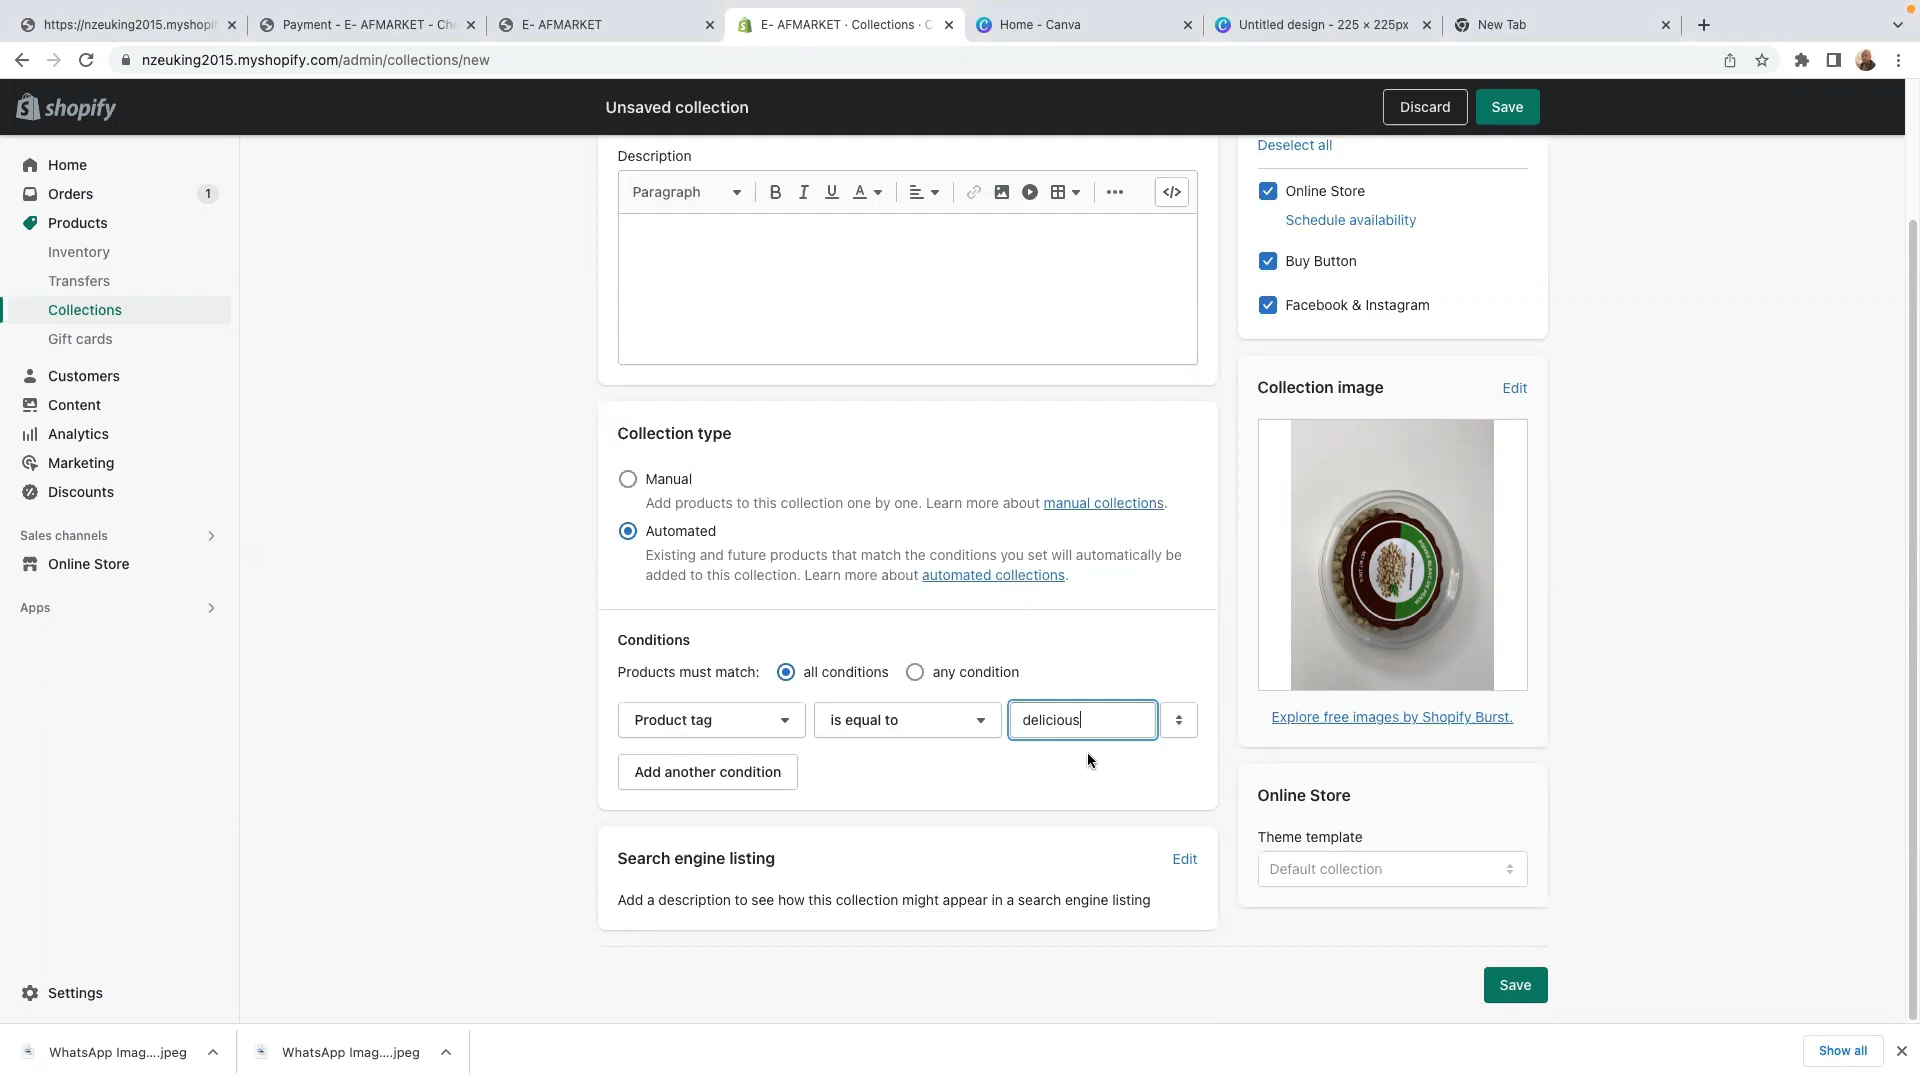 https://nzeuking2015.myshopif
Payment - E- AFMARKET - Che
E- AFMARKET
E- AFMARKET · Collections · C
Home - Canva
Untitled design - 225 × 225px
New Tab
nzeuking2015.myshopify.com/admin/collections/new
shopify
Unsaved collection
Discard
Save
Home
Orders
1
Products
Inventory
Transfers
Collections
Gift cards
Customers
Content
Analytics
Marketing
Discounts
Sales channels
Online Store
Apps
Settings
Description
Paragraph
B I U A
</>
Collection type
Manual
Add products to this collection one by one. Learn more about manual collections.
Automated
Existing and future products that match the conditions you set will automatically be
added to this collection. Learn more about automated collections.
Conditions
Products must match: all conditions any condition
Product tag
is equal to
delicious
Add another condition
Search engine listing
Edit
Add a description to see how this collection might appear in a search engine listing
Deselect all
Online Store
Schedule availability
Buy Button
Facebook & Instagram
Collection image
Edit
Explore free images by Shopify Burst.
Online Store
Theme template
Default collection
Save
WhatsApp Imag....jpeg
WhatsApp Imag....jpeg
Show all